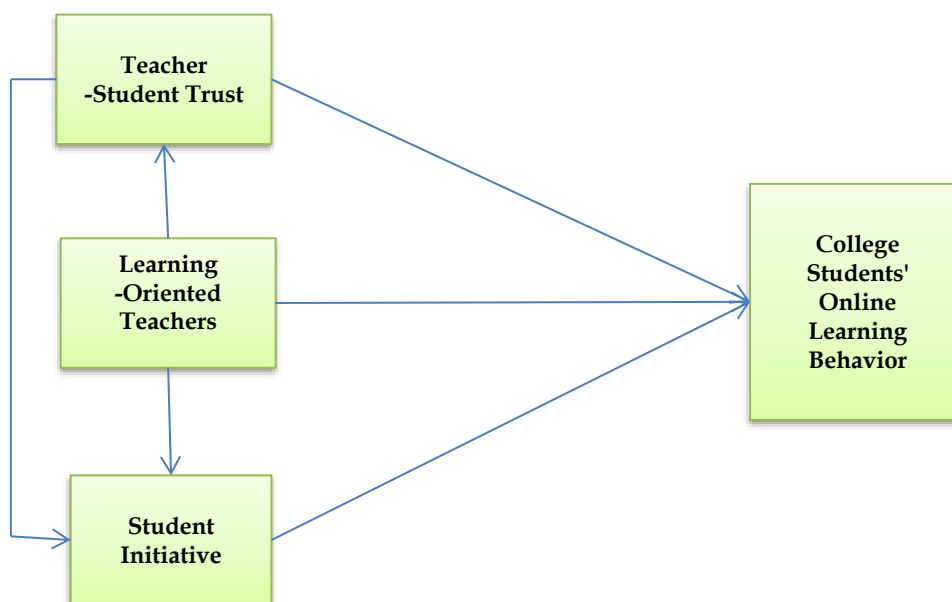 Teacher
-Student Trust
Learning
-Oriented
Teachers
Student
Initiative
College
Students'
Online
Learning
Behavior